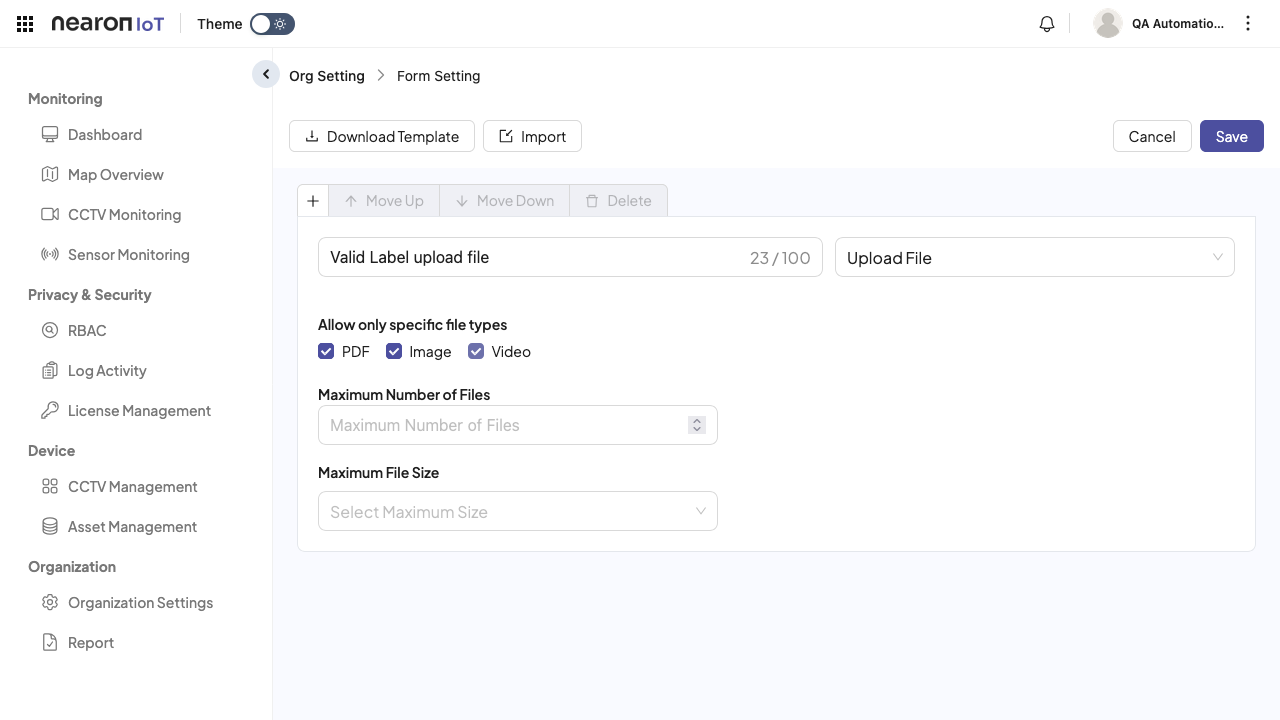 nearon IoT
Theme
QA Automatio...
Org Setting
Form Setting
Monitoring
Dashboard
Map Overview
CCTV Monitoring
Sensor Monitoring
Privacy & Security
RBAC
Log Activity
License Management
Device
CCTV Management
Asset Management
Organization
Organization Settings
Report
Download Template
Import
Cancel
Save
Move Up
Move Down
Delete
Valid Label upload file 23 / 100
Upload File
Allow only specific file types
PDF Image Video
Maximum Number of Files
Maximum Number of Files
Maximum File Size
Select Maximum Size